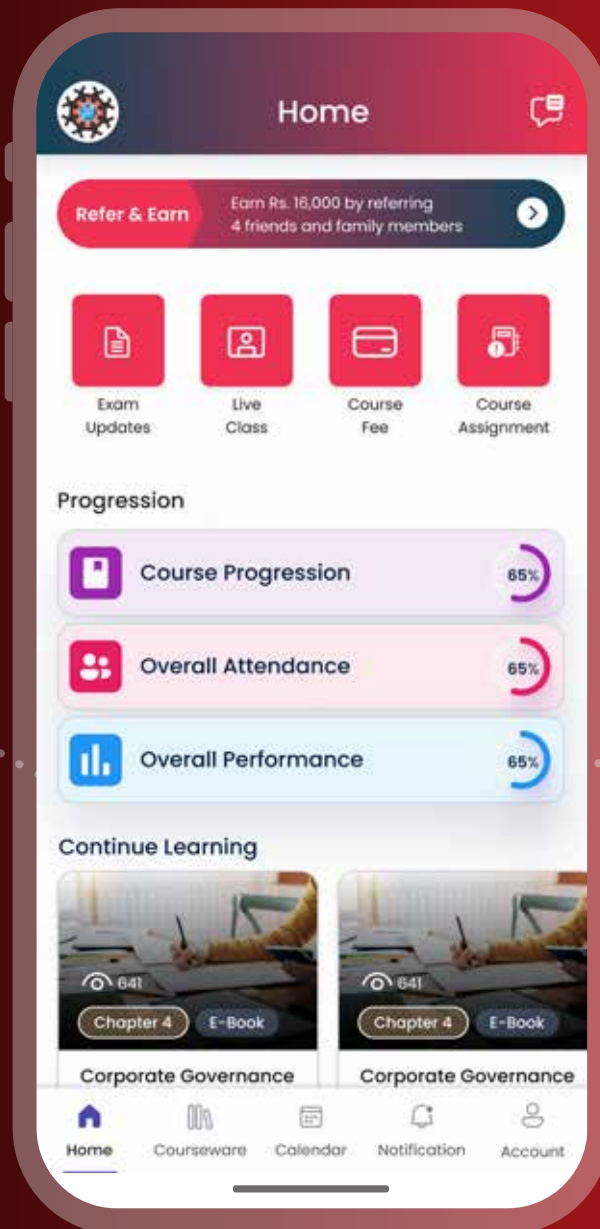 Home
Refer & Earn
Earn Rs. 16,000 by referring
4 friends and family members
Exam
Updates
Live
Class
Course
Fee
Course
Assignment
Progression
Course Progression
65%
Overall Attendance
65%
Overall Performance
65%
Continue Learning
641
Chapter 4
E-Book
Corporate Governance
641
Chapter 4
E-Book
Corporate Governance
Home
Courseware
Calendar
Notification
Account